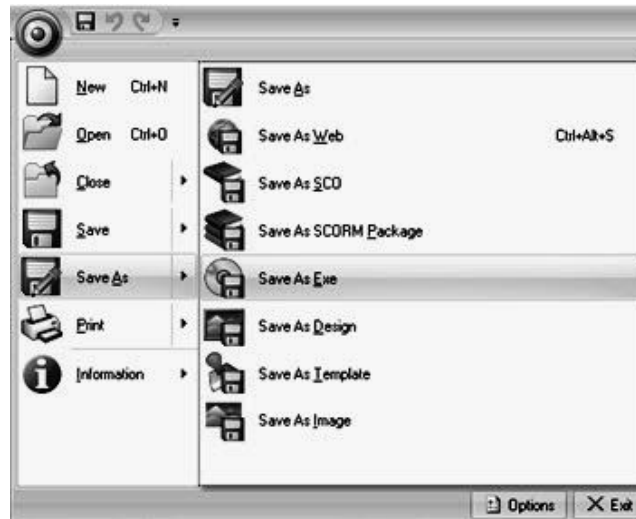 New Ctrl+N
Open Ctrl+O
Close
Save
Save As
Print
Information
Save As
Save As Web Ctrl+Alt+S
Save As SCO
Save As SCORM Package
Save As Exe
Save As Design
Save As Template
Save As Image
Options
Exit